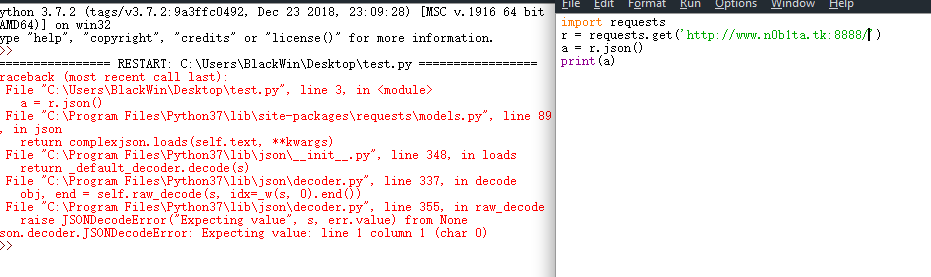 ython 3.7.2 (tags/v3.7.2:9a3ffc0492, Dec 23 2018, 23:09:28) [MSC v.1916 64 bit
AMD64)] on win32
ype "help", "copyright", "credits" or "license()" for more information.
>>
================ RESTART: C:\Users\BlackWin\Desktop\test.py =================
raceback (most recent call last):
File "C:\Users\BlackWin\Desktop\test.py", line 3, in <module>
a = r.json()
File "C:\Program Files\Python37\lib\site-packages\requests\models.py", line 89
, in json
return complexjson.loads(self.text, **kwargs)
File "C:\Program Files\Python37\lib\json\__init__.py", line 348, in loads
return _default_decoder.decode(s)
File "C:\Program Files\Python37\lib\json\decoder.py", line 337, in decode
obj, end = self.raw_decode(s, idx=_w(s, 0).end())
File "C:\Program Files\Python37\lib\json\decoder.py", line 355, in raw_decode
raise JSONDecodeError("Expecting value", s, err.value) from None
son.decoder.JSONDecodeError: Expecting value: line 1 column 1 (char 0)
>>
File Edit Format Run Options Window Help
import requests
r = requests.get('http://www.n0b1ta.tk:8888/')
a = r.json()
print(a)